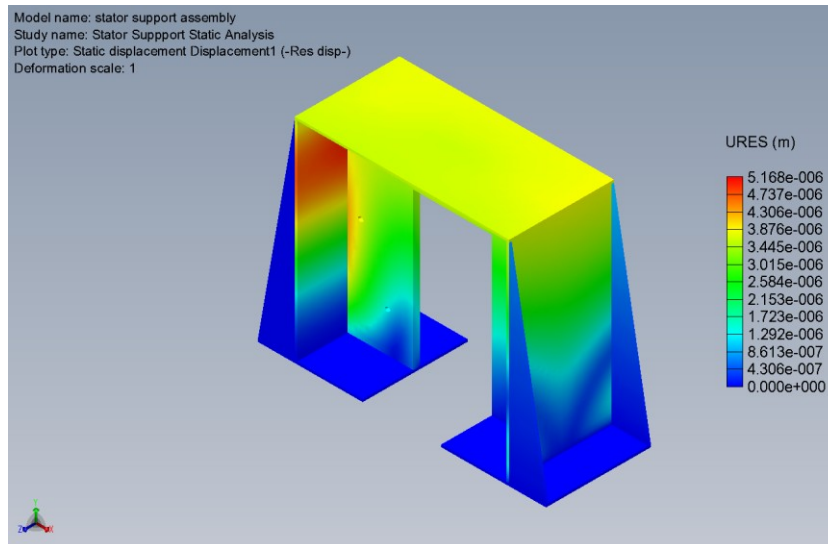 Model name: stator support assembly
Study name: Stator Suppport Static Analysis
Plot type: Static displacement Displacement1 (-Res disp-)
Deformation scale: 1
URES (m)
5.168e-006
4.737e-006
4.306e-006
3.876e-006
3.445e-006
3.015e-006
2.584e-006
2.153e-006
1.723e-006
1.292e-006
8.613e-007
4.306e-007
0.000e+000
Y
Z
X